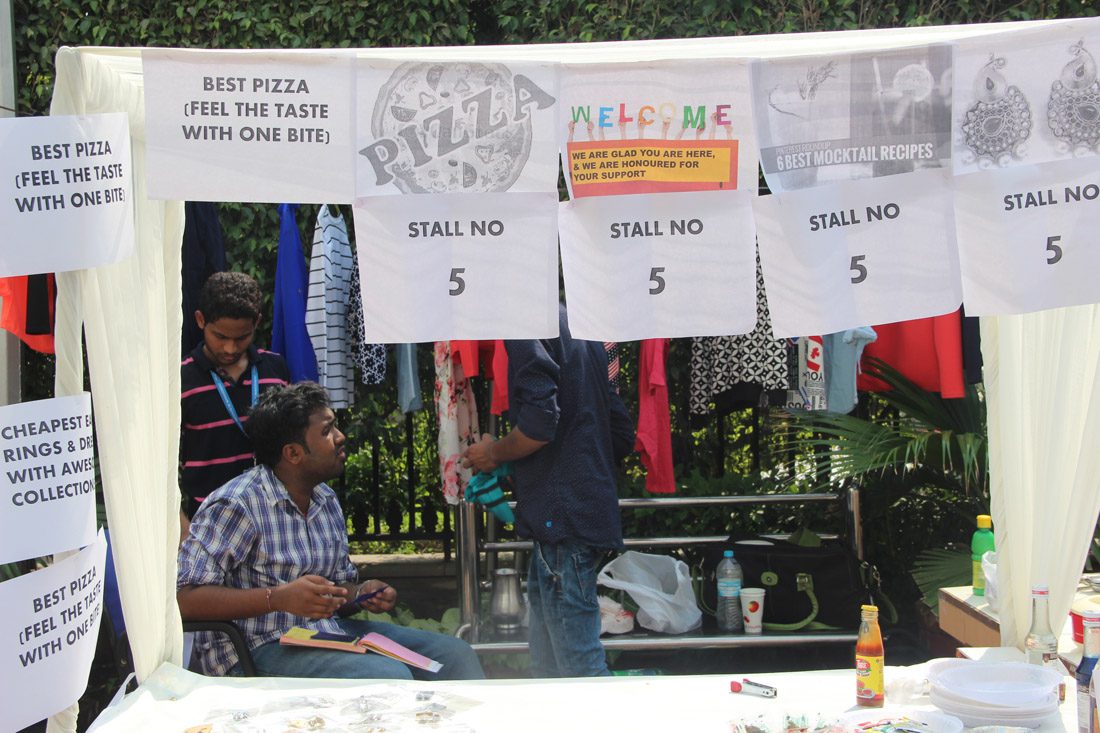 BEST PIZZA
(FEEL THE TASTE
WITH ONE BITE)
BEST PIZZA
(FEEL THE TASTE
WITH ONE BITE)
PIZZA
WELCOME
WE ARE GLAD YOU ARE HERE,
& WE ARE HONOURED FOR
YOUR SUPPORT
PINTEREST ROUNDUP
6 BEST MOCKTAIL RECIPES
STALL NO
5
STALL NO
5
STALL NO
5
STALL NO
5
CHEAPEST
RINGS &
WITH
COLLECTION
BEST PIZZA
(FEEL THE TASTE
WITH ONE BITE)